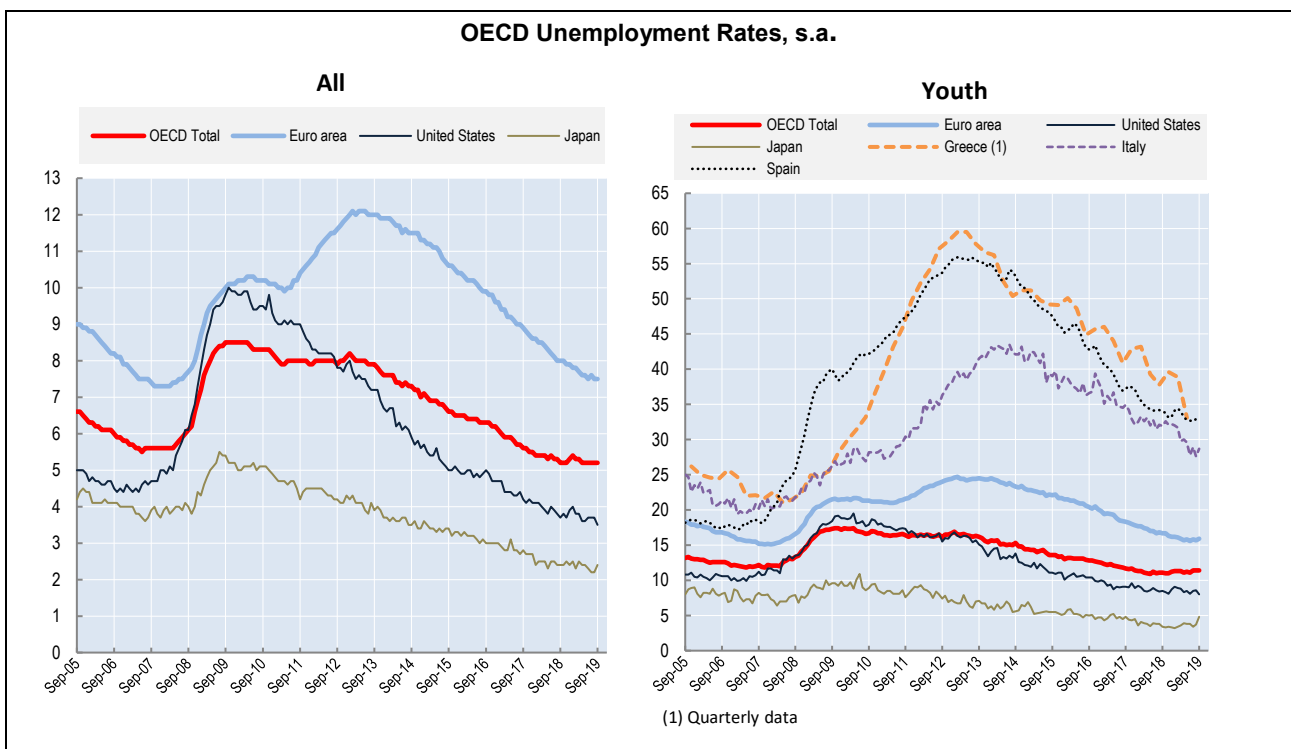 OECD Unemployment Rates, s.a.
All
OECD Total Euro area United States Japan
13
12
11
10
9
8
7
6
5
4
3
2
1
0
Sep-05 Sep-06 Sep-07 Sep-08 Sep-09 Sep-10 Sep-11 Sep-12 Sep-13 Sep-14 Sep-15 Sep-16 Sep-17 Sep-18 Sep-19
Youth
OECD Total Euro area United States
Japan Greece (1) Italy
Spain
65
60
55
50
45
40
35
30
25
20
15
10
5
0
Sep-05 Sep-06 Sep-07 Sep-08 Sep-09 Sep-10 Sep-11 Sep-12 Sep-13 Sep-14 Sep-15 Sep-16 Sep-17 Sep-18 Sep-19
(1) Quarterly data